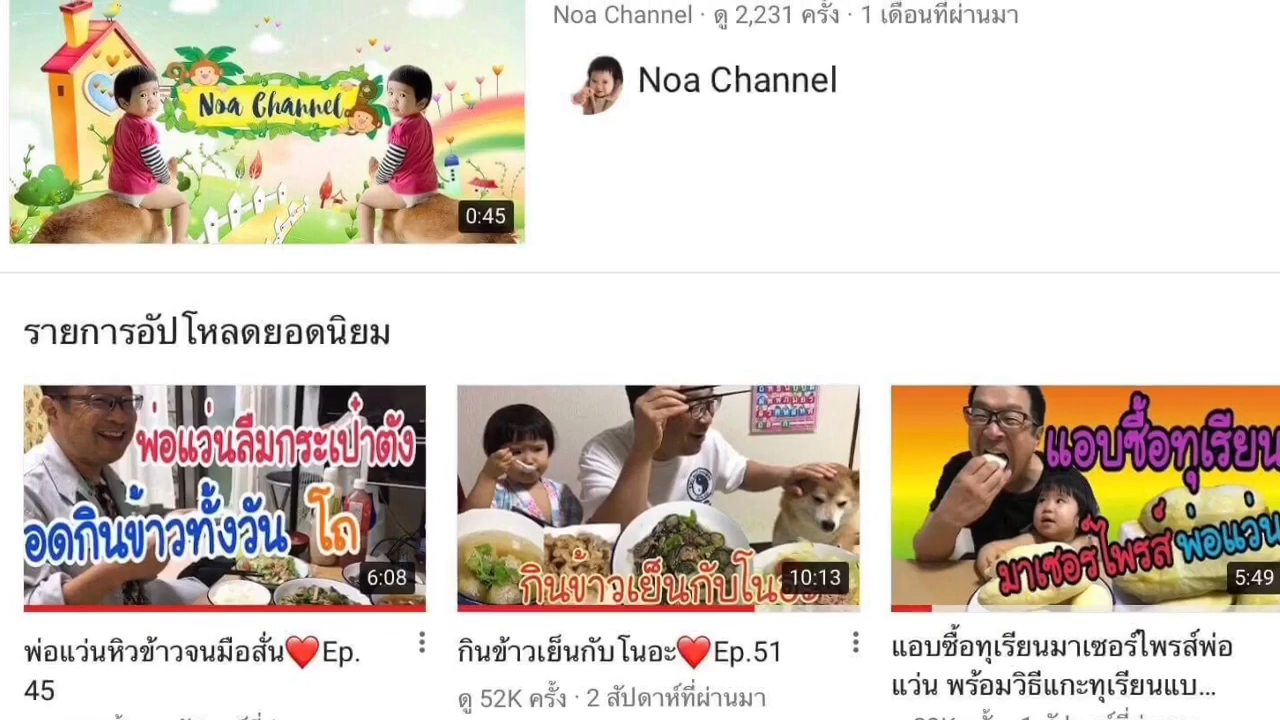 Noa Channel · ดู 2,231 ครั้ง · 1 เดือนที่ผ่านมา
Noa Channel
Noa Channel
0:45
รายการอัปโหลดยอดนิยม
พ่อแว่นลืมกระเป๋าตัง
อดกินข้าวทั้งวัน โถ
6:08
กินข้าวเย็นกับโนอะ
10:13
แอบซื้อทุเรียน
มาเซอร์ไพรส์ พ่อแว่น
5:49
พ่อแว่นหิวข้าวจนมือสั่น❤️Ep.
45
กินข้าวเย็นกับโนอะ❤️Ep.51
ดู 52K ครั้ง · 2 สัปดาห์ที่ผ่านมา
แอบซื้อทุเรียนมาเซอร์ไพรส์พ่อ
แว่น พร้อมวิธีแกะทุเรียนแบ...